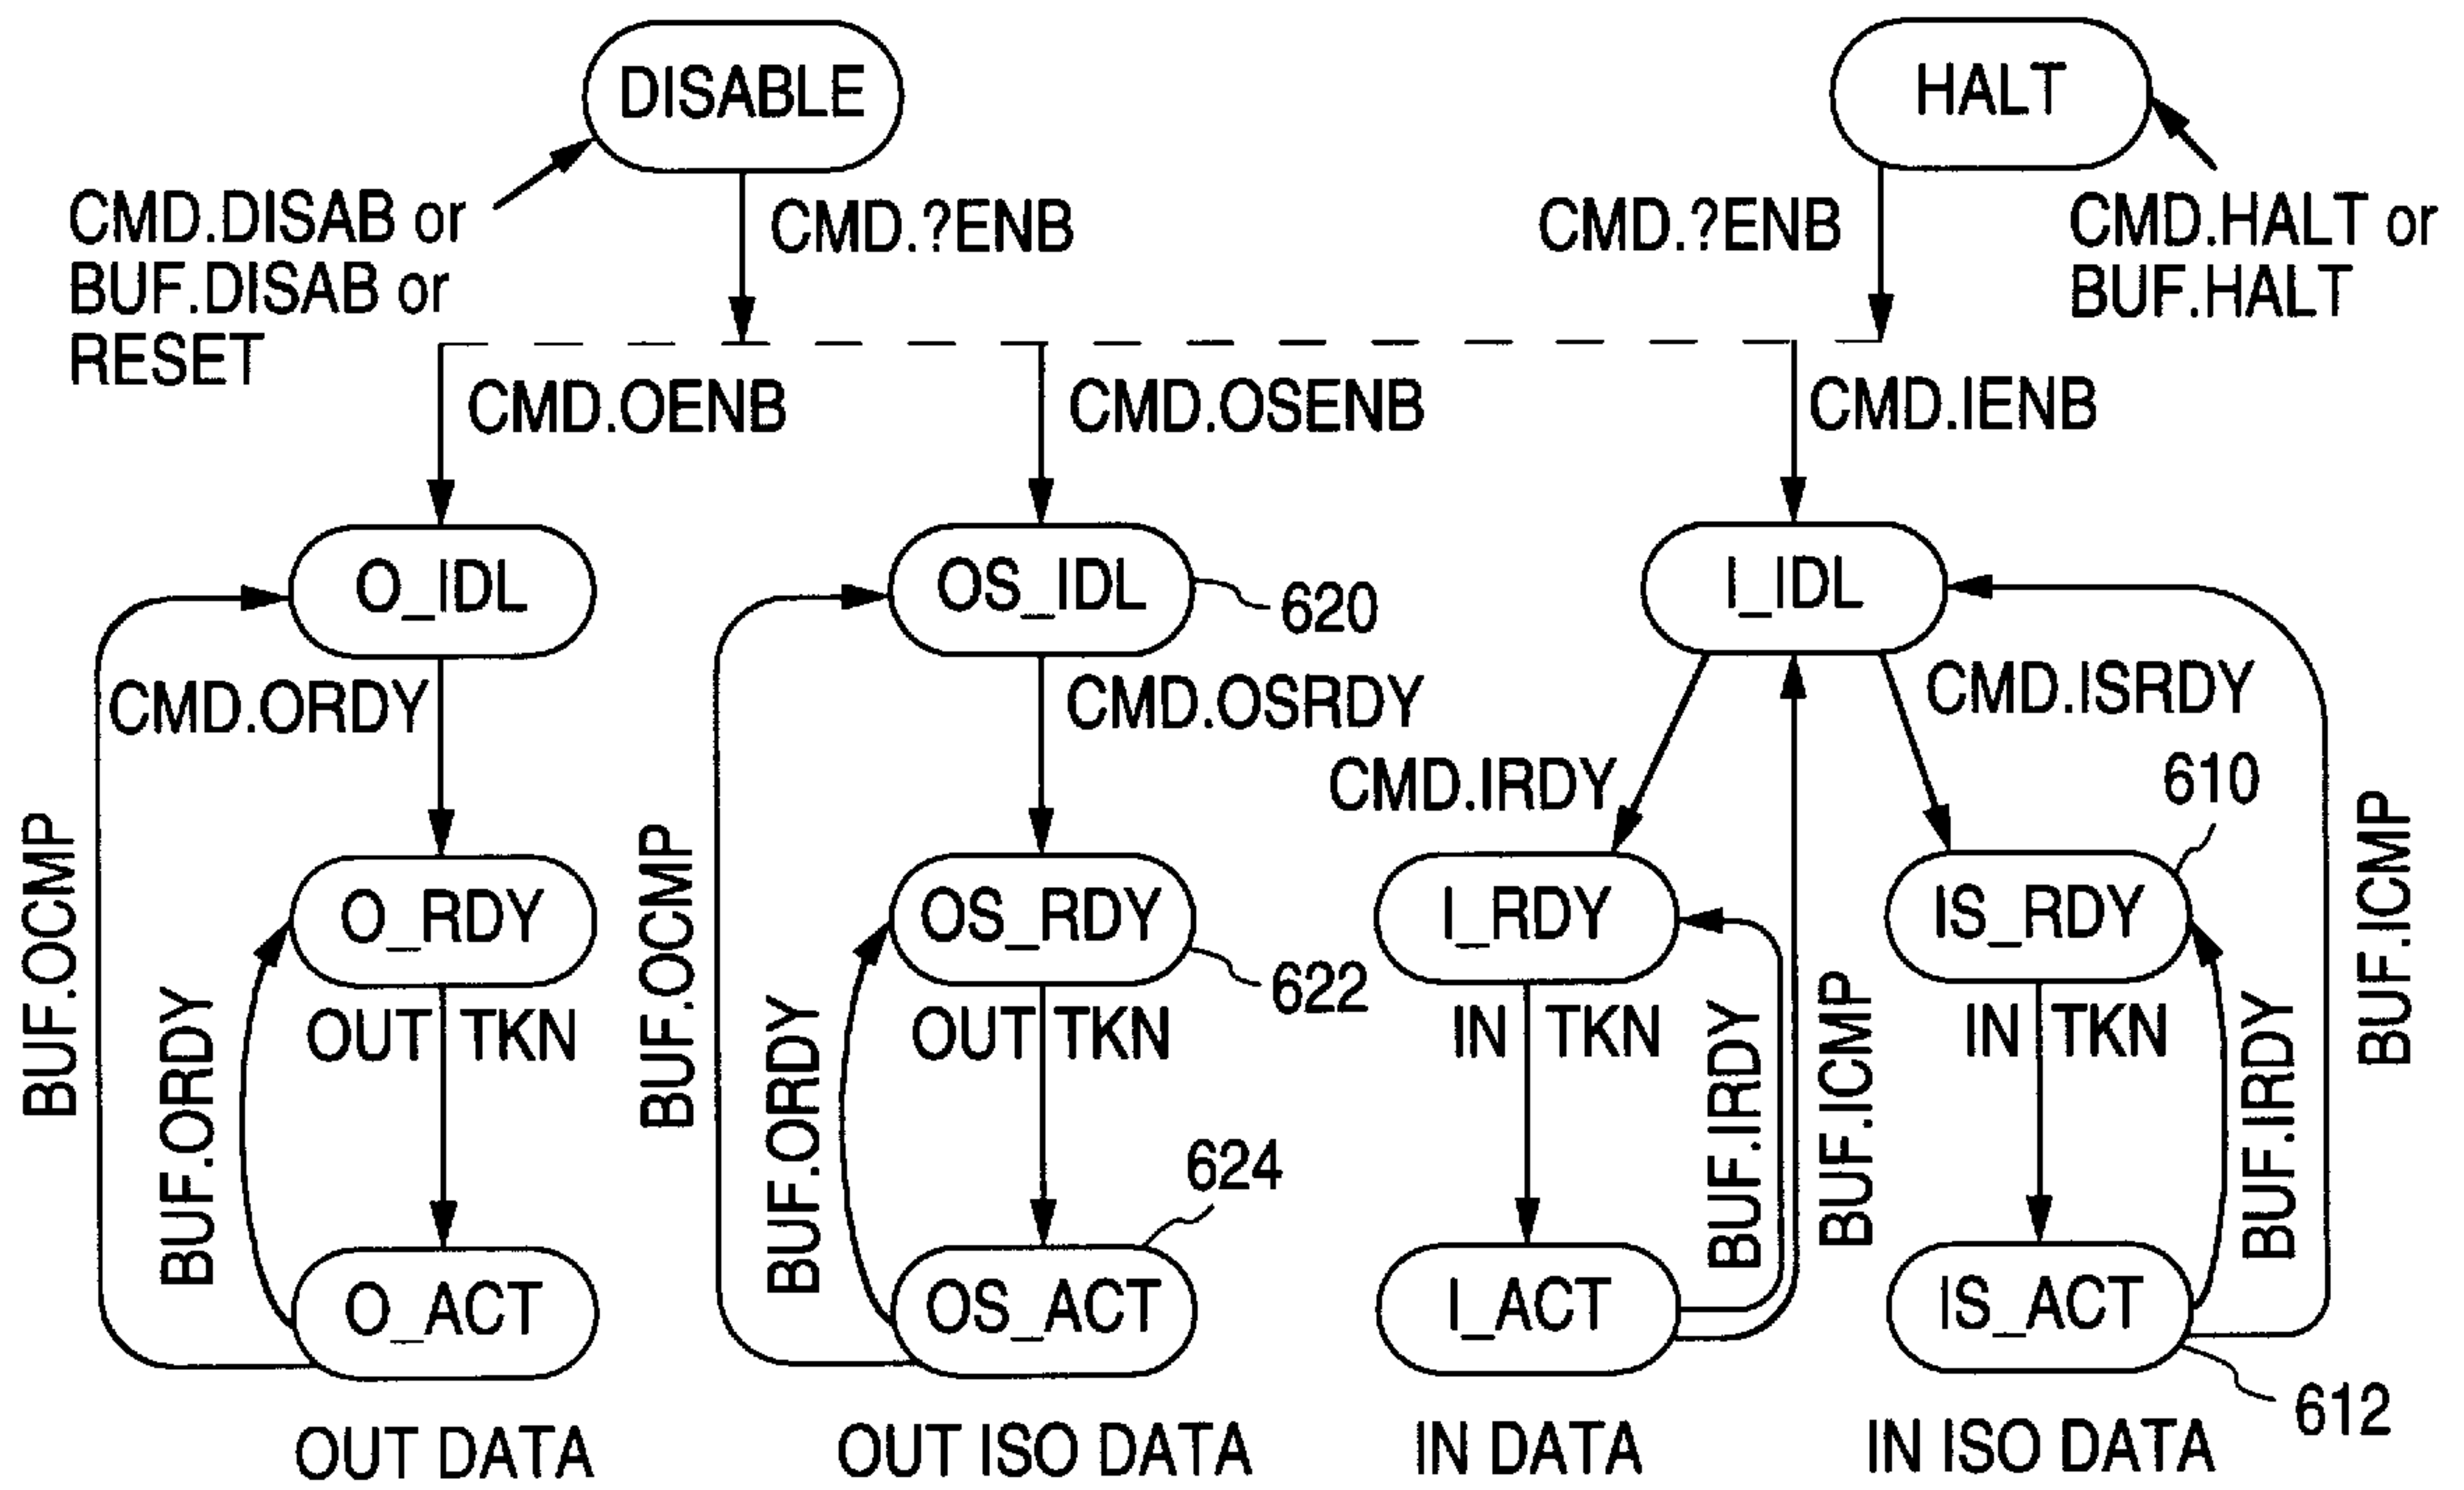 DISABLE
HALT
CMD.DISAB or
BUF.DISAB or
RESET
CMD.?ENB
CMD.?ENB
CMD.HALT or
BUF.HALT
CMD.OENB
CMD.OSENB
CMD.IENB
O_IDL
OS_IDL
620
I_IDL
CMD.ORDY
CMD.OSRDY
CMD.IRDY
CMD.ISRDY
610
BUF.OCMP
BUF.OCMP
BUF.ICMP
O_RDY
OS_RDY
622
I_RDY
IS_RDY
BUF.ORDY
OUT TKN
BUF.ORDY
OUT TKN
IN TKN
BUF.IRDY
BUF.ICMP
IN TKN
BUF.IRDY
624
O_ACT
OS_ACT
I_ACT
IS_ACT
612
OUT DATA
OUT ISO DATA
IN DATA
IN ISO DATA